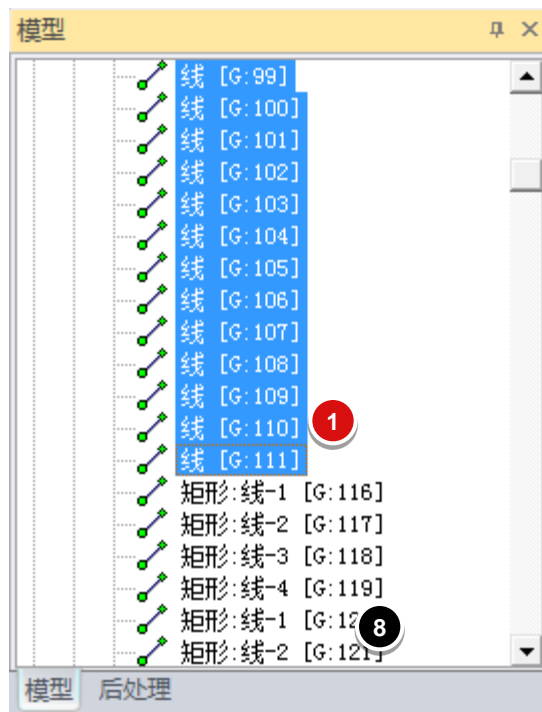 模型
线 [G:99]
线 [G:100]
线 [G:101]
线 [G:102]
线 [G:103]
线 [G:104]
线 [G:105]
线 [G:106]
线 [G:107]
线 [G:108]
线 [G:109]
线 [G:110]
1
线 [G:111]
矩形:线-1 [G:116]
矩形:线-2 [G:117]
矩形:线-3 [G:118]
矩形:线-4 [G:119]
矩形:线-1 [G:12
8
矩形:线-2 [G:121]
模型 后处理